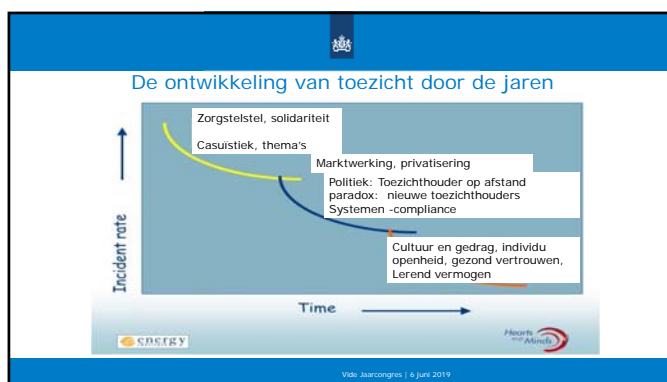 De ontwikkeling van toezicht door de jaren
Zorgstelstel, solidariteit
Casuïstiek, thema's
Marktwerking, privatisering
Politiek: Toezichthouder op afstand
paradox: nieuwe toezichthouders
Systemen -compliance
Cultuur en gedrag, individu
openheid, gezond vertrouwen,
Lerend vermogen
Incident rate
Time
energy
Hearts
and Minds
Vide Jaarcongres | 6 juni 2019